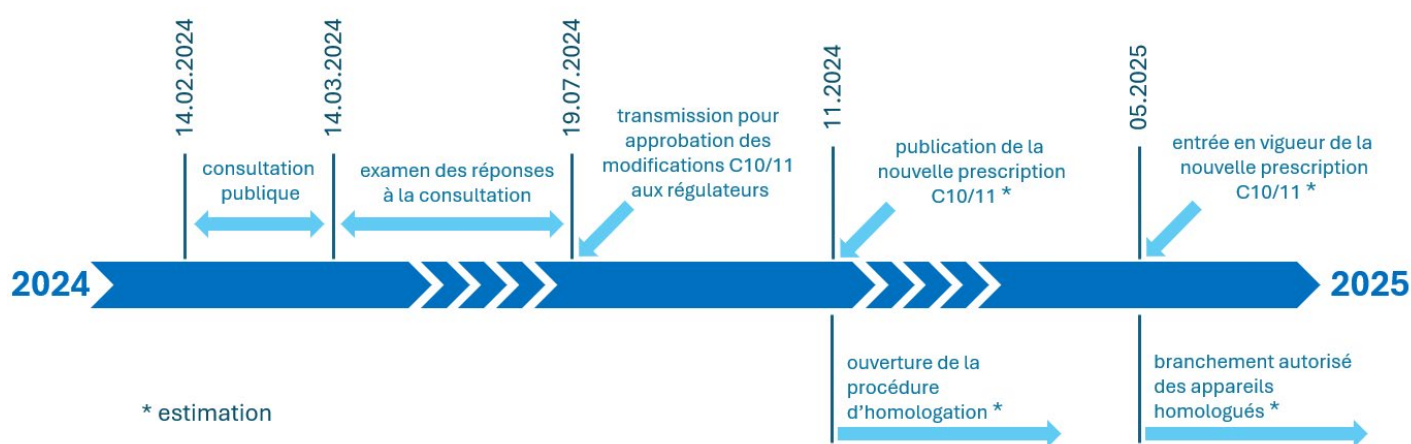 14.02.2024
14.03.2024
19.07.2024
11.2024
05.2025
consultation
publique
examen des réponses
à la consultation
transmission pour
approbation des
modifications C10/11
aux régulateurs
publication de la
nouvelle prescription
C10/11 *
entrée en vigueur de la
nouvelle prescription
C10/11 *
2024
2025
ouverture de la
procédure
d'homologation *
branchement autorisé
des appareils
homologués *
* estimation